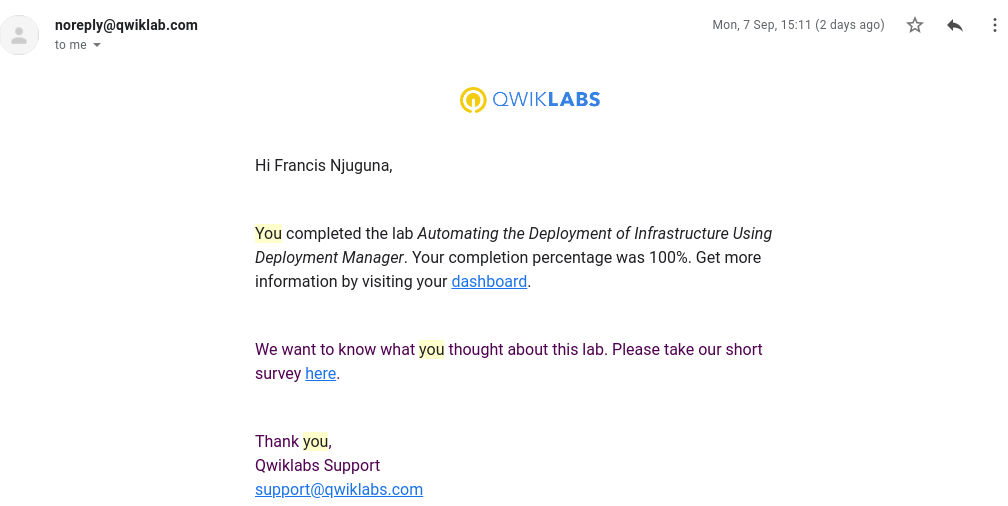 noreply@qwiklab.com
Mon, 7 Sep, 15:11 (2 days ago)
to me
QWIKLABS
Hi Francis Njuguna,
You completed the lab Automating the Deployment of Infrastructure Using
Deployment Manager. Your completion percentage was 100%. Get more
information by visiting your dashboard.
We want to know what you thought about this lab. Please take our short
survey here.
Thank you,
Qwiklabs Support
support@qwiklabs.com